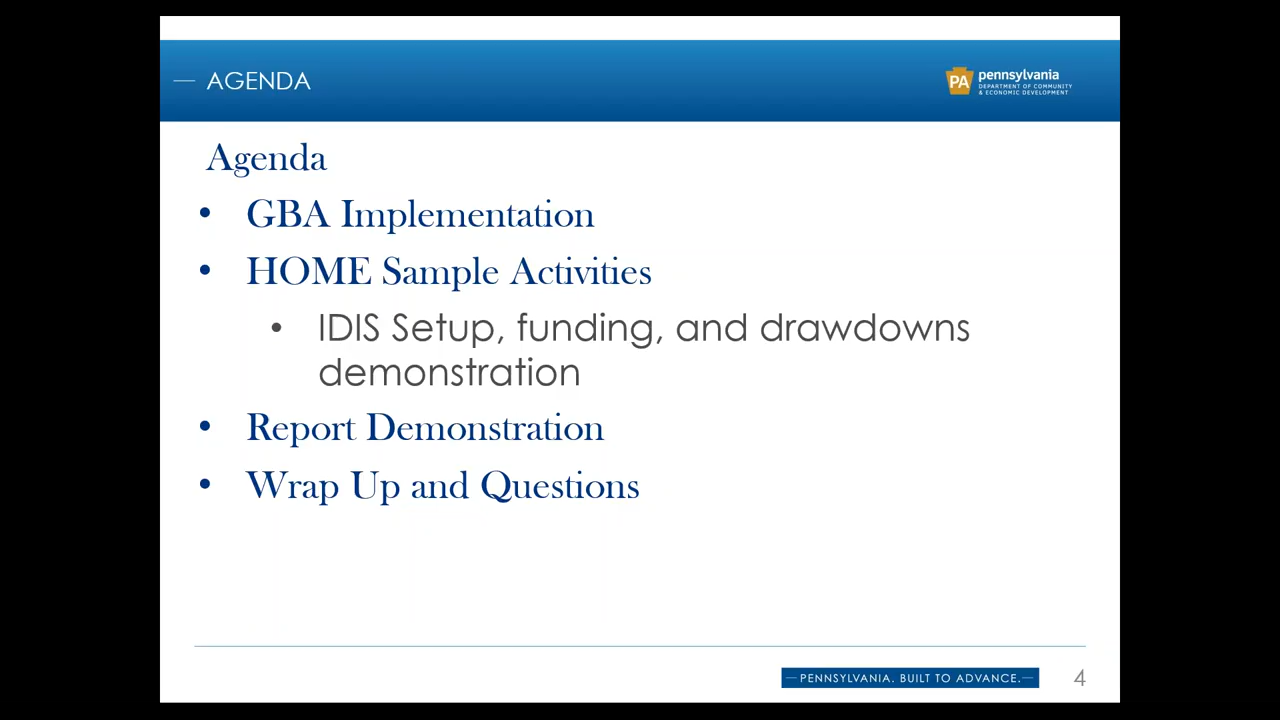 AGENDA
PA
pennsylvania
DEPARTMENT OF COMMUNITY
& ECONOMIC DEVELOPMENT
Agenda
• GBA Implementation
• HOME Sample Activities
• IDIS Setup, funding, and drawdowns
demonstration
• Report Demonstration
• Wrap Up and Questions
PENNSYLVANIA. BUILT TO ADVANCE.
4